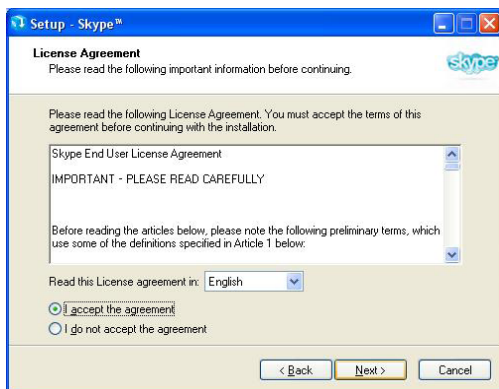 Setup - Skype™
License Agreement
Please read the following important information before continuing.
skype
Please read the following License Agreement. You must accept the terms of this
agreement before continuing with the installation.
Skype End User License Agreement
IMPORTANT - PLEASE READ CAREFULLY
Before reading the articles below, please note the following preliminary terms, which
use some of the definitions specified in Article 1 below:
Read this License agreement in: English
I accept the agreement
I do not accept the agreement
< Back Next > Cancel